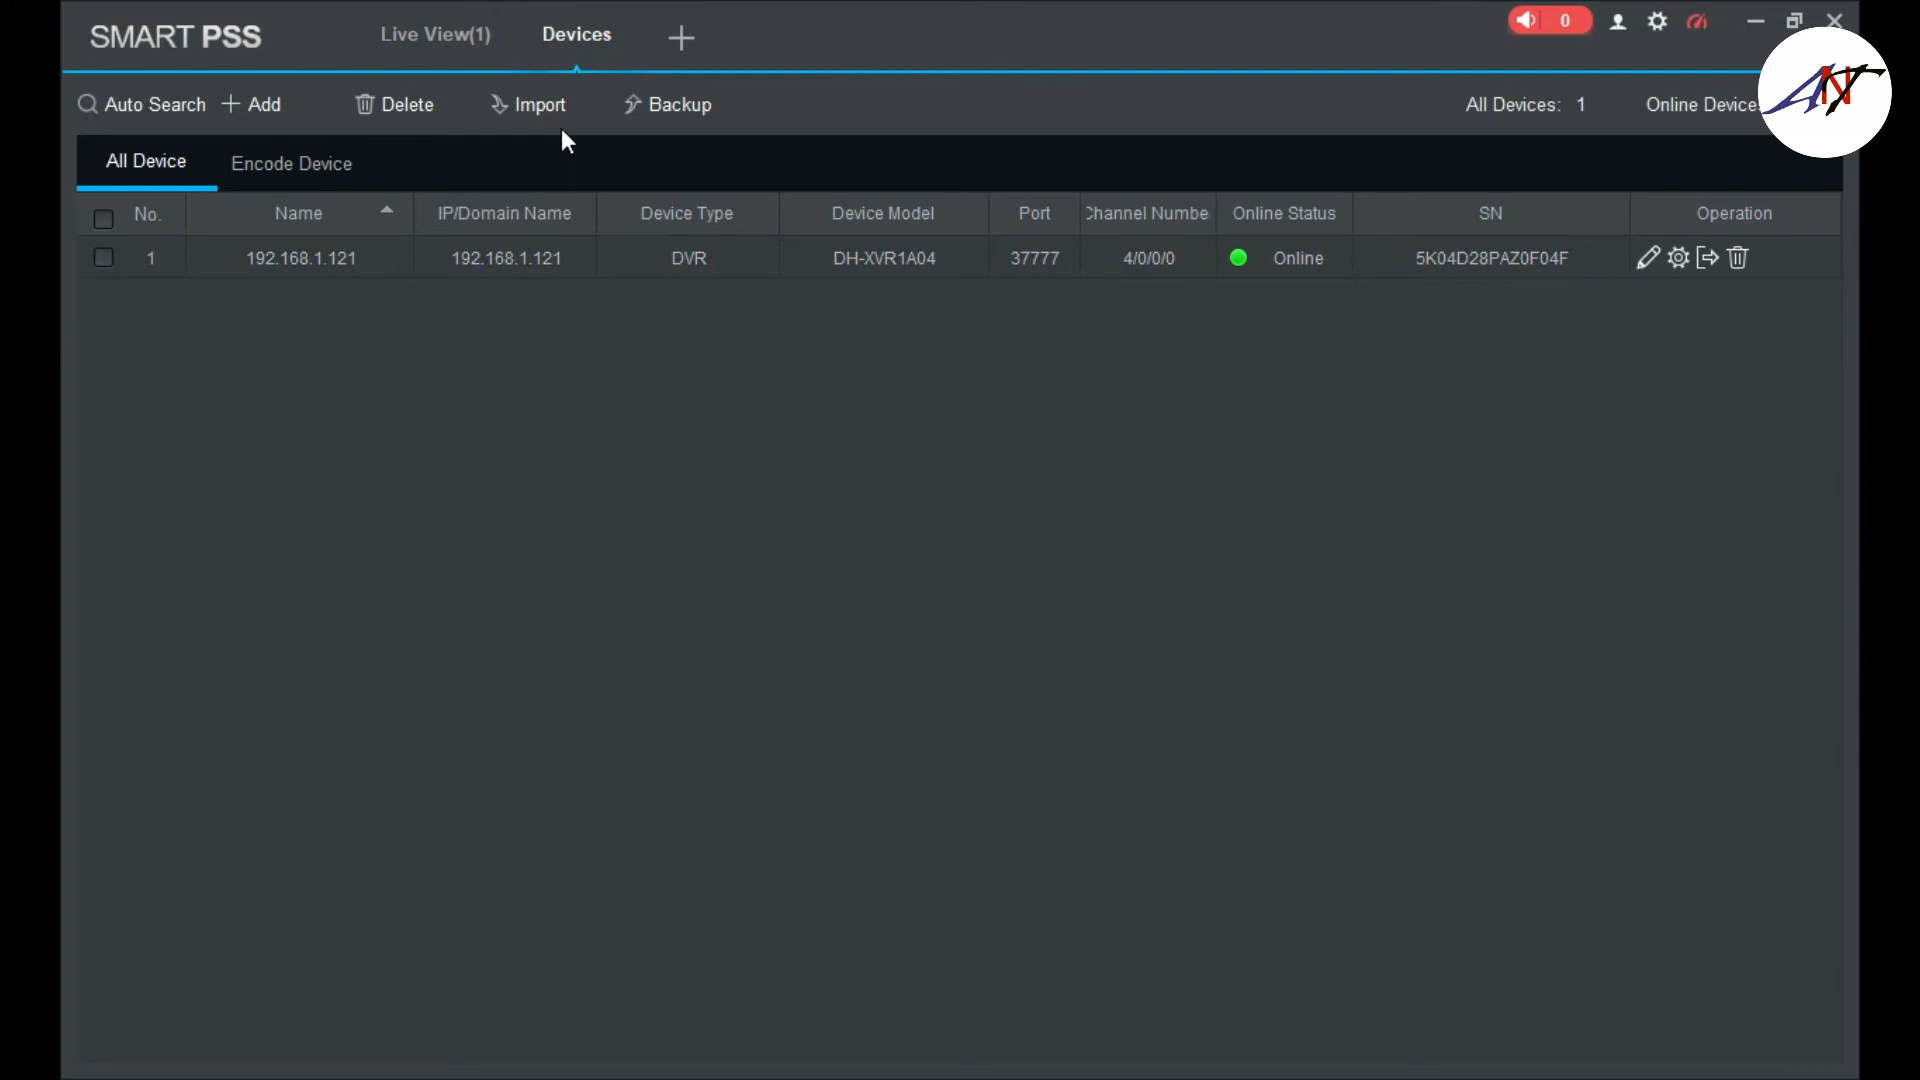 SMART PSS Live View(1) Devices 0
Auto Search Add Delete Import Backup All Devices: 1 Online Devices
ANT
All Device Encode Device
No. Name IP/Domain Name Device Type Device Model Port Channel Numbe Online Status SN Operation
1 192.168.1.121 192.168.1.121 DVR DH-XVR1A04 37777 4/0/0/0 Online 5K04D28PAZ0F04F